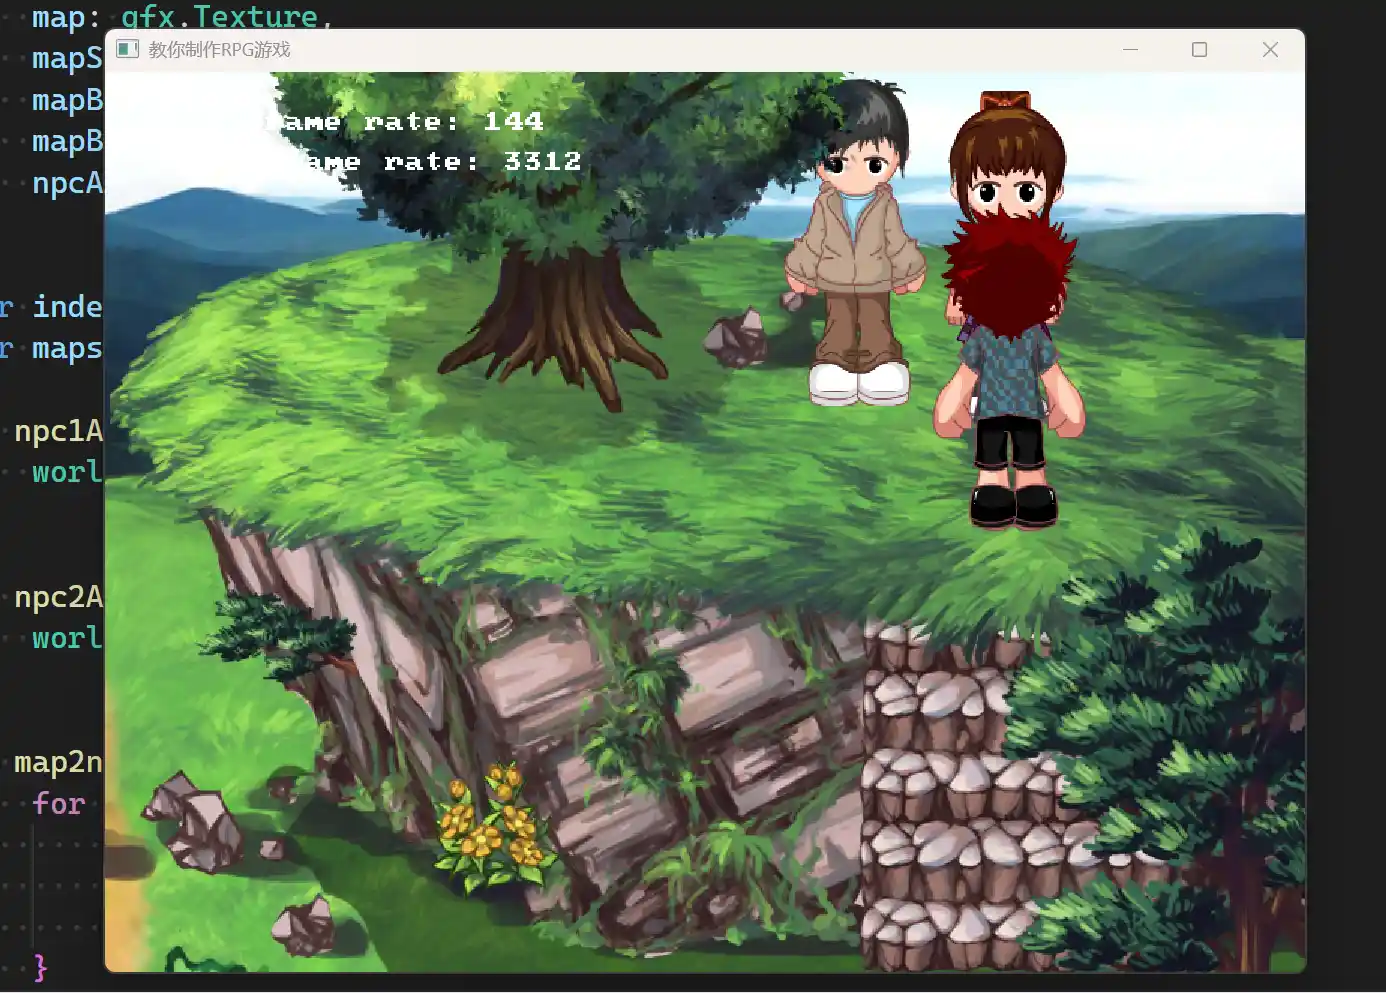 map: gfx.Texture,
mapS
mapB
mapB
npcA
教你制作RPG游戏
ame rate: 144
ame rate: 3312
r inde
r maps
npc1A
worl
npc2A
worl
map2n
for
}